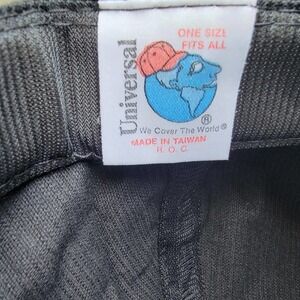 Universal
ONE SIZE
FITS ALL
®
We Cover The World®
MADE IN TAIWAN
R. O. C.